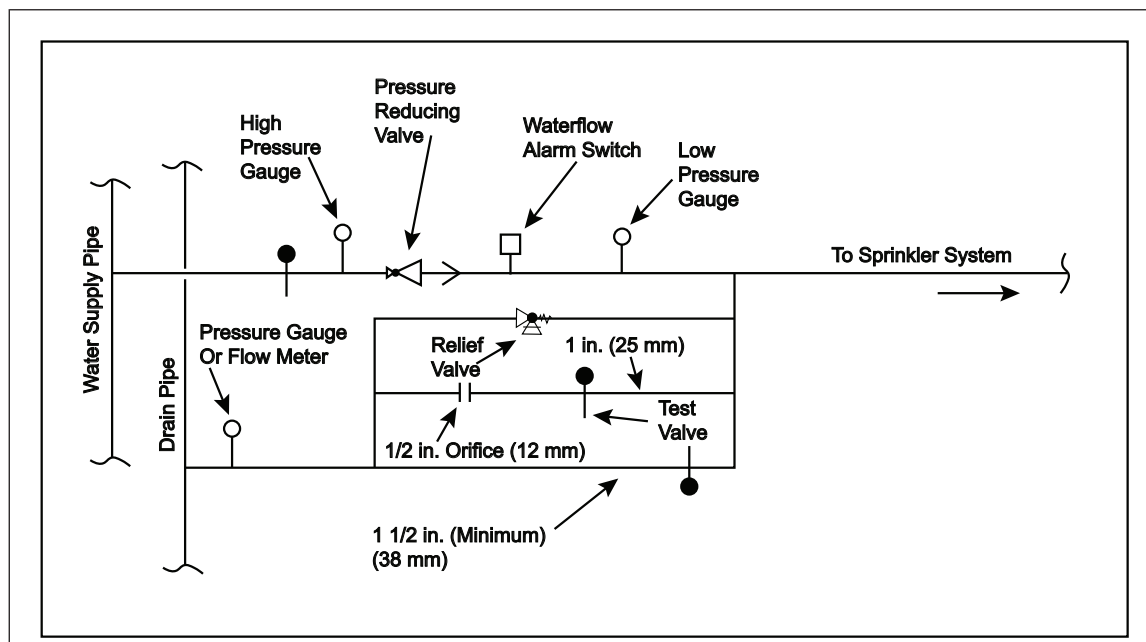 Pressure
Reducing
Valve
High
Pressure
Gauge
Waterflow
Alarm Switch
Low
Pressure
Gauge
To Sprinkler System
Water Supply Pipe
Drain Pipe
Pressure Gauge
Or Flow Meter
Relief
Valve
1 in. (25 mm)
Test
Valve
1/2 in. Orifice (12 mm)
1 1/2 in. (Minimum)
(38 mm)